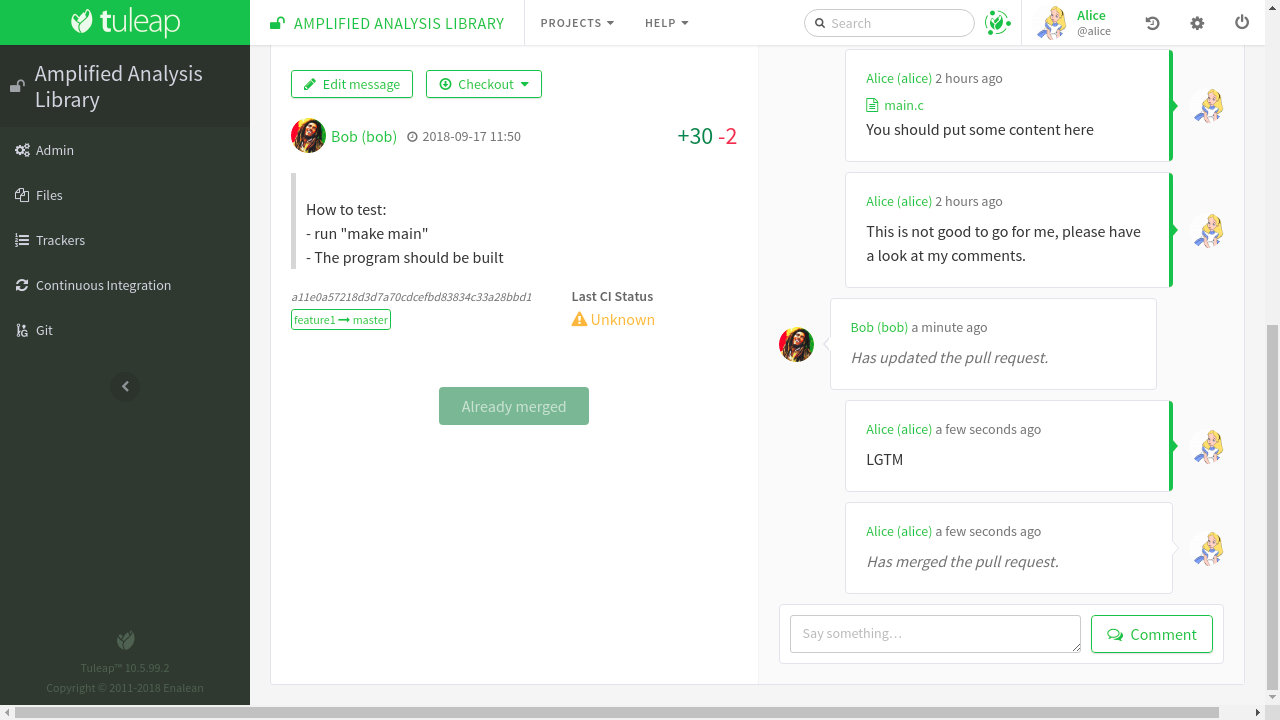 tuleap
AMPLIFIED ANALYSIS LIBRARY
PROJECTS
HELP
Search
Alice
@alice
Amplified Analysis
Library
Admin
Files
Trackers
Continuous Integration
Git
Tuleap™ 10.5.99.2
Copyright © 2011-2018 Enalean
Edit message
Checkout
Bob (bob) 2018-09-17 11:50
+30 -2
How to test:
- run "make main"
- The program should be built
a11e0a57218d3d7a70cdcefbd83834c33a28bbd1
feature1 master
Last CI Status
Unknown
Already merged
Alice (alice) 2 hours ago
main.c
You should put some content here
Alice (alice) 2 hours ago
This is not good to go for me, please have
a look at my comments.
Bob (bob) a minute ago
Has updated the pull request.
Alice (alice) a few seconds ago
LGTM
Alice (alice) a few seconds ago
Has merged the pull request.
Say something…
Comment